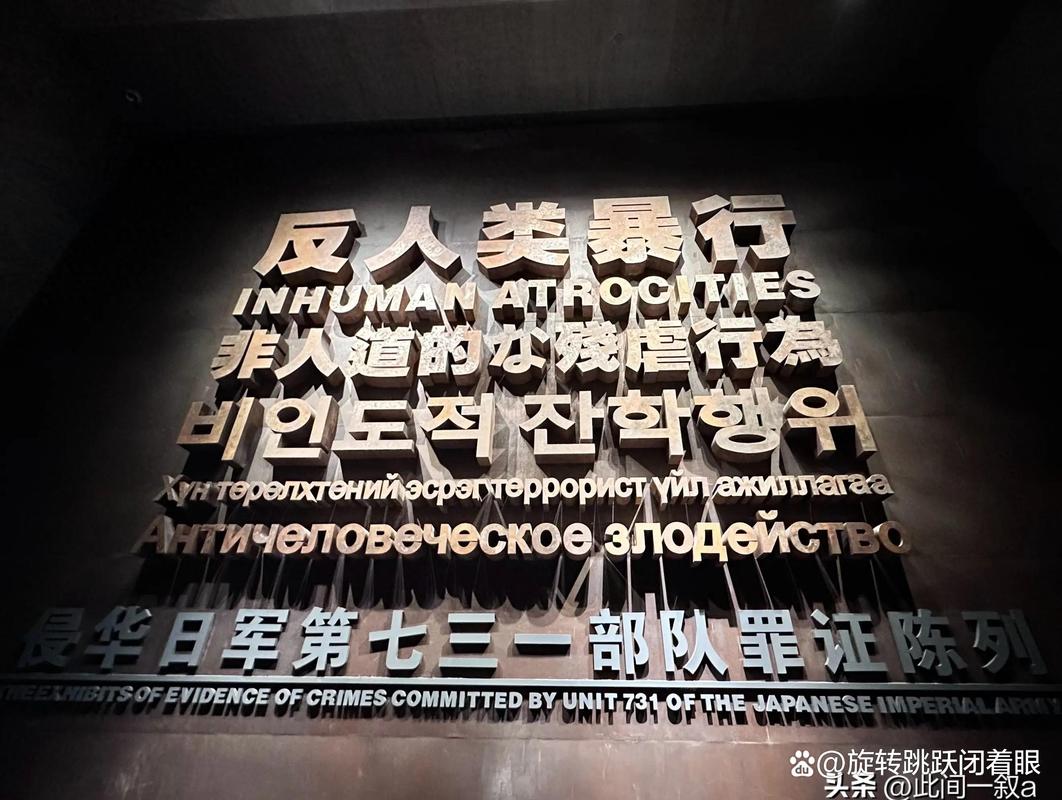 反人类暴行
INHUMAN ATROCITIES
非人道的な残虐行為
비인도적 잔학행위
Хүн төрөлхтөний эсрэг террорист үйл ажиллагаа
Античеловеческое злодейство
侵华日军第七三一部队罪证陈列
THE EXHIBITS OF EVIDENCE OF CRIMES COMMITTED BY UNIT 731 OF THE JAPANESE IMPERIAL ARMY
du @旋转跳跃闭着眼
头条 @此间一叙a